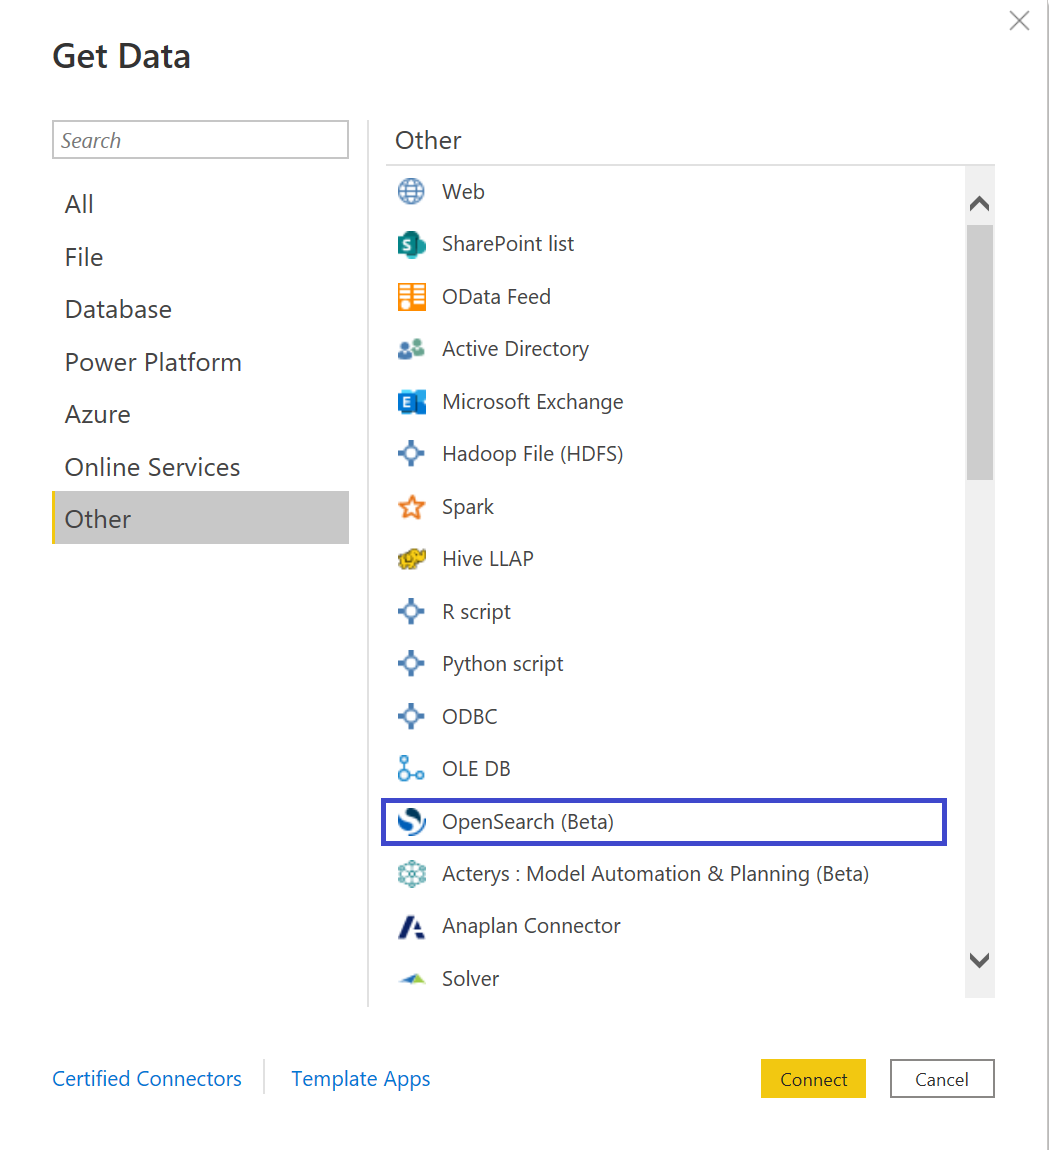 Get Data
Search
All
File
Database
Power Platform
Azure
Online Services
Other
Other
Web
SharePoint list
OData Feed
Active Directory
Microsoft Exchange
Hadoop File (HDFS)
Spark
Hive LLAP
R script
Python script
ODBC
OLE DB
OpenSearch (Beta)
Acterys : Model Automation & Planning (Beta)
Anaplan Connector
Solver
Certified Connectors
Template Apps
Connect
Cancel